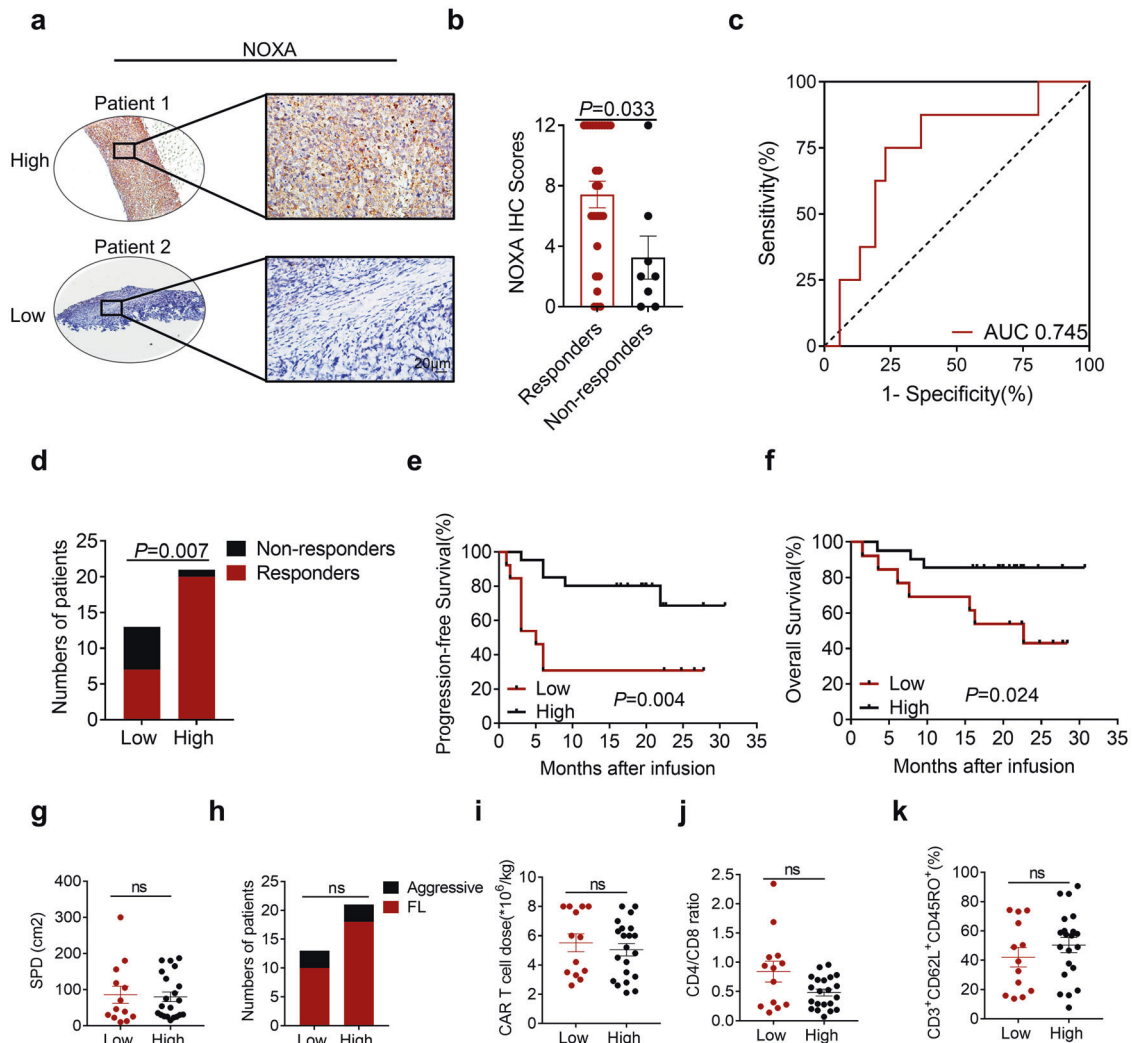 a
NOXA
Patient 1
High
Patient 2
Low
20μm
b
P=0.033
NOXA IHC Scores
12
8
4
0
Responders
Non-responders
c
Sensitivity(%)
100
75
50
25
0
AUC 0.745
0 25 50 75 100
1- Specificity(%)
d
Numbers of patients
25
20
15
10
5
0
P=0.007
Non-responders
Responders
Low High
e
Progression-free Survival(%)
100
80
60
40
20
0
Low
High
P=0.004
0 5 10 15 20 25 30 35
Months after infusion
f
Overall Survival(%)
100
80
60
40
20
0
Low
High
P=0.024
0 5 10 15 20 25 30 35
Months after infusion
g
SPD (cm2)
400
300
200
100
0
ns
Low High
h
Numbers of patients
25
20
15
10
5
0
ns
Aggressive
FL
Low High
i
CAR T cell dose(*10⁶/kg)
10
8
6
4
2
0
ns
Low High
j
CD4/CD8 ratio
2.5
2.0
1.5
1.0
0.5
0.0
ns
Low High
k
CD3⁺CD62L⁺CD45RO⁺(%)
100
80
60
40
20
0
ns
Low High